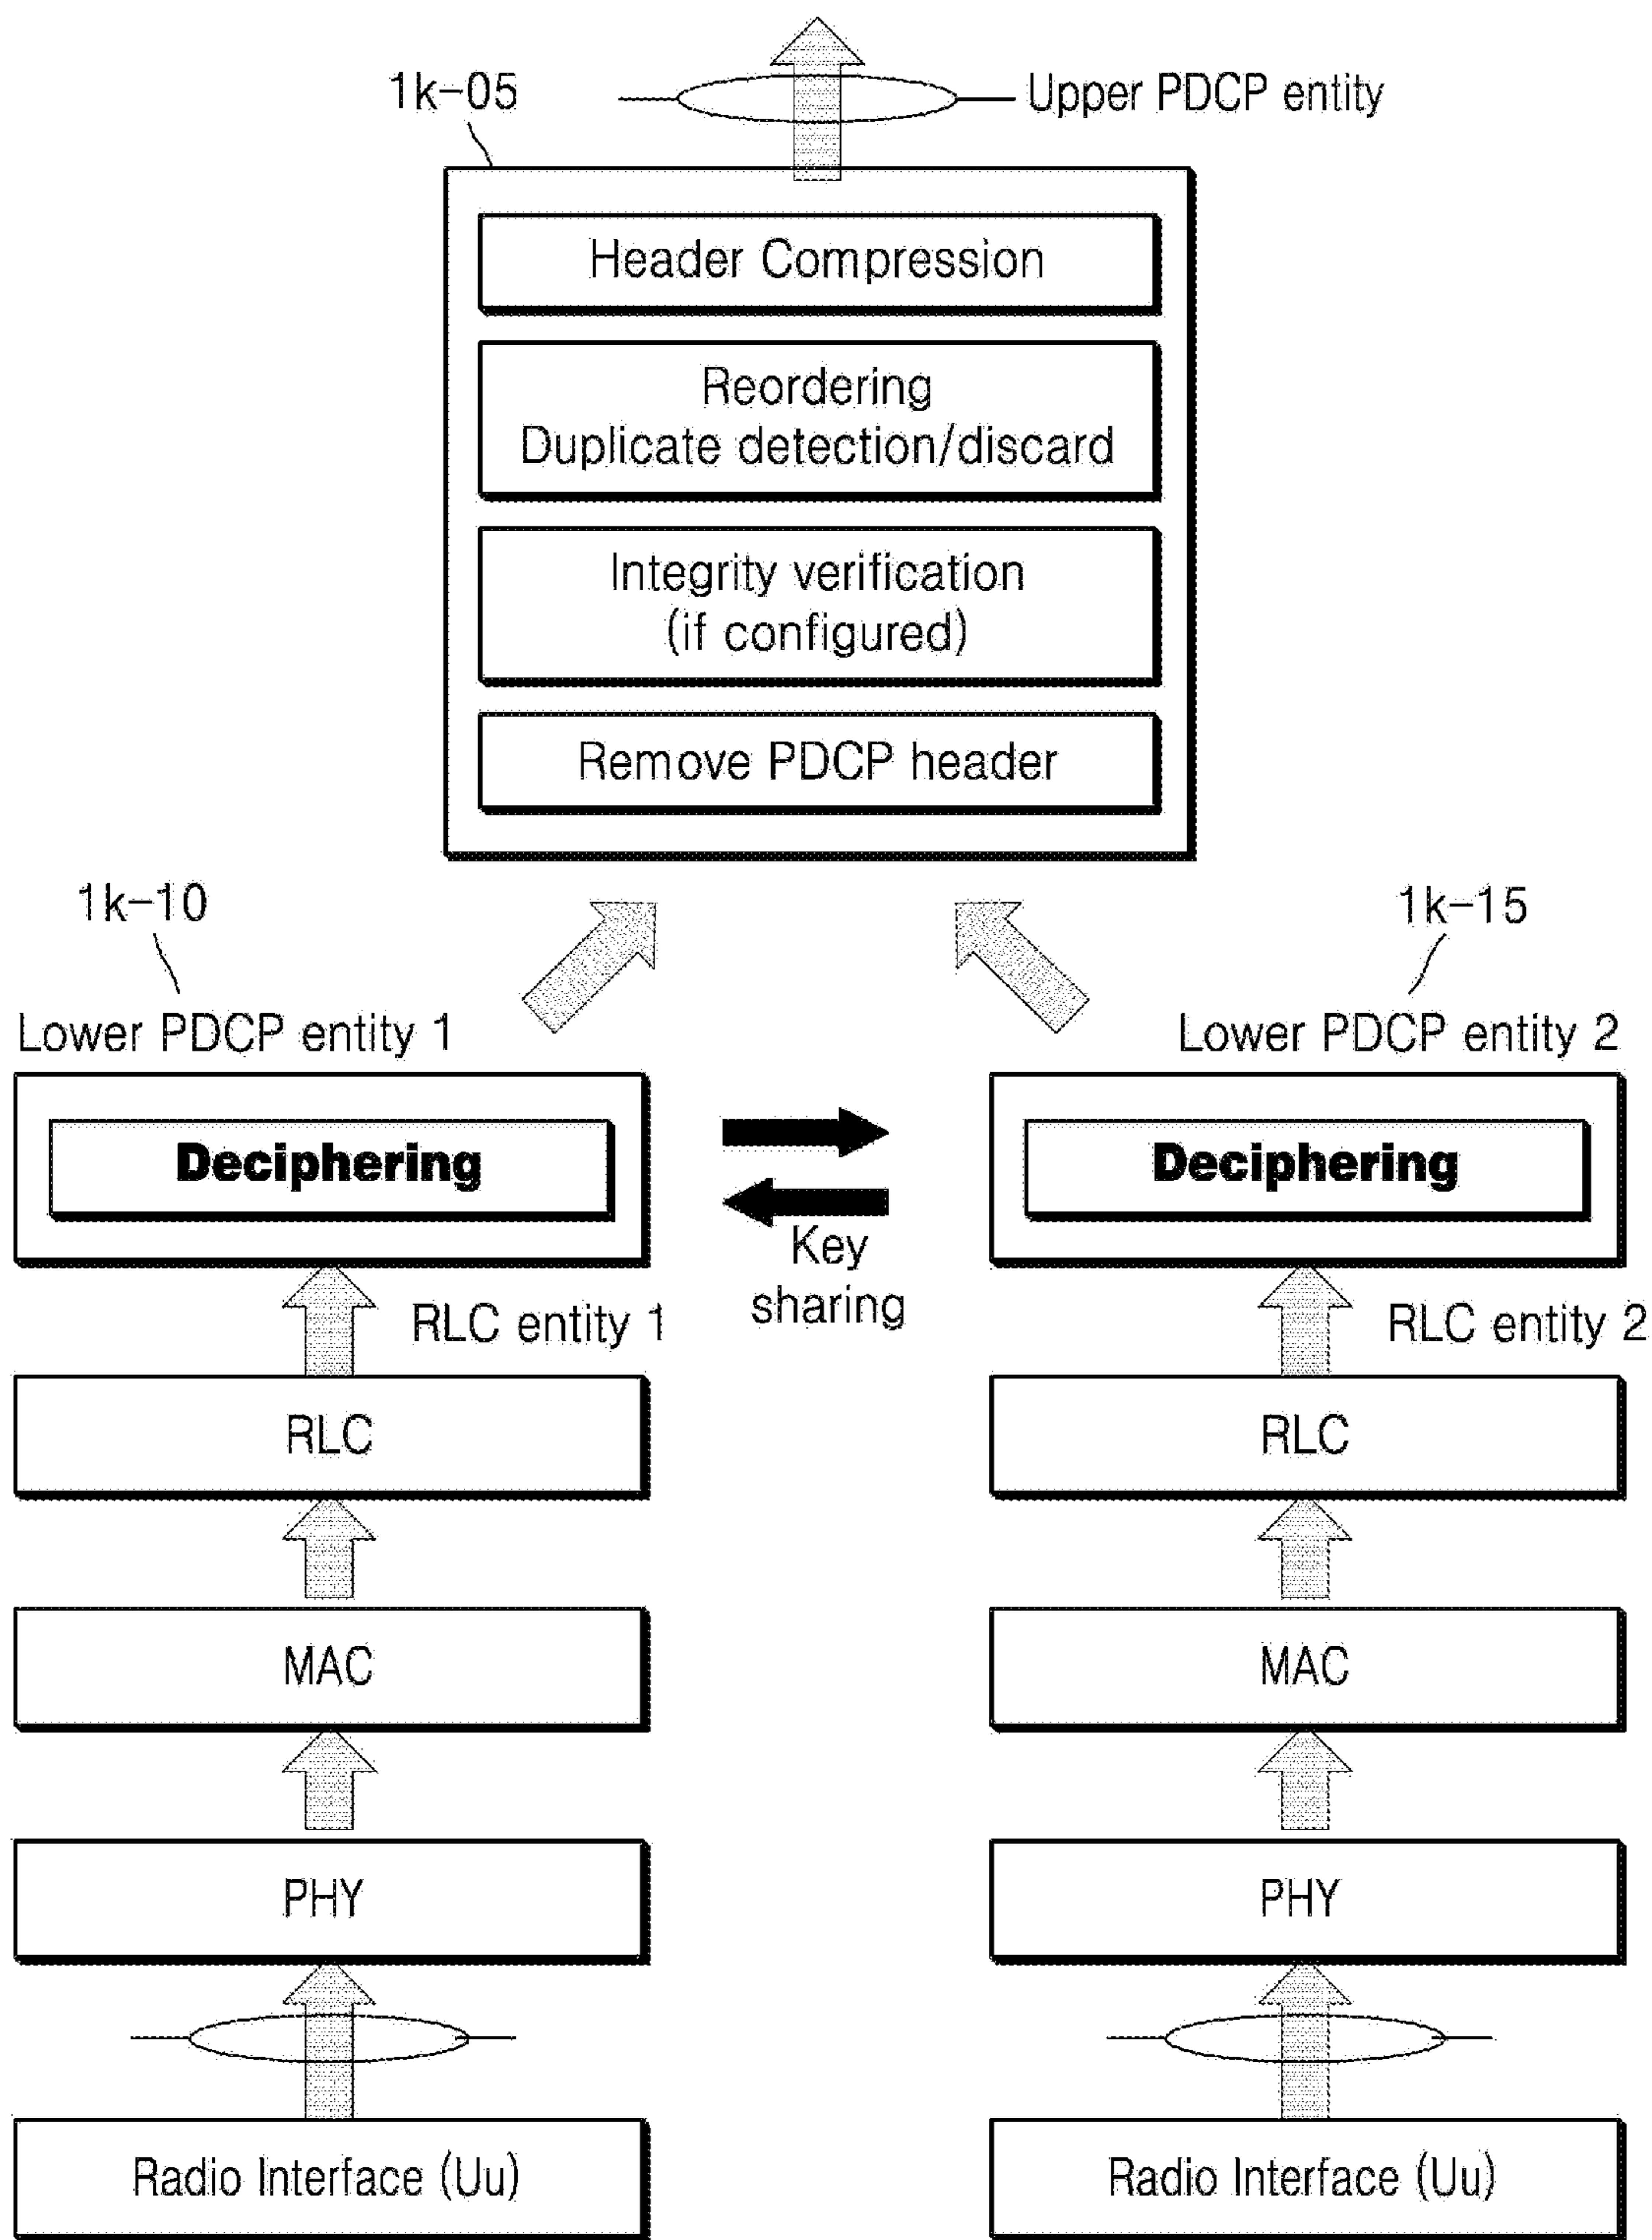 1k-05
Upper PDCP entity
Header Compression
Reordering
Duplicate detection/discard
Integrity verification
(if configured)
Remove PDCP header
1k-10
1k-15
Lower PDCP entity 1
Lower PDCP entity 2
Deciphering
Deciphering
Key
sharing
RLC entity 1
RLC entity 2
RLC
RLC
MAC
MAC
PHY
PHY
Radio Interface (Uu)
Radio Interface (Uu)